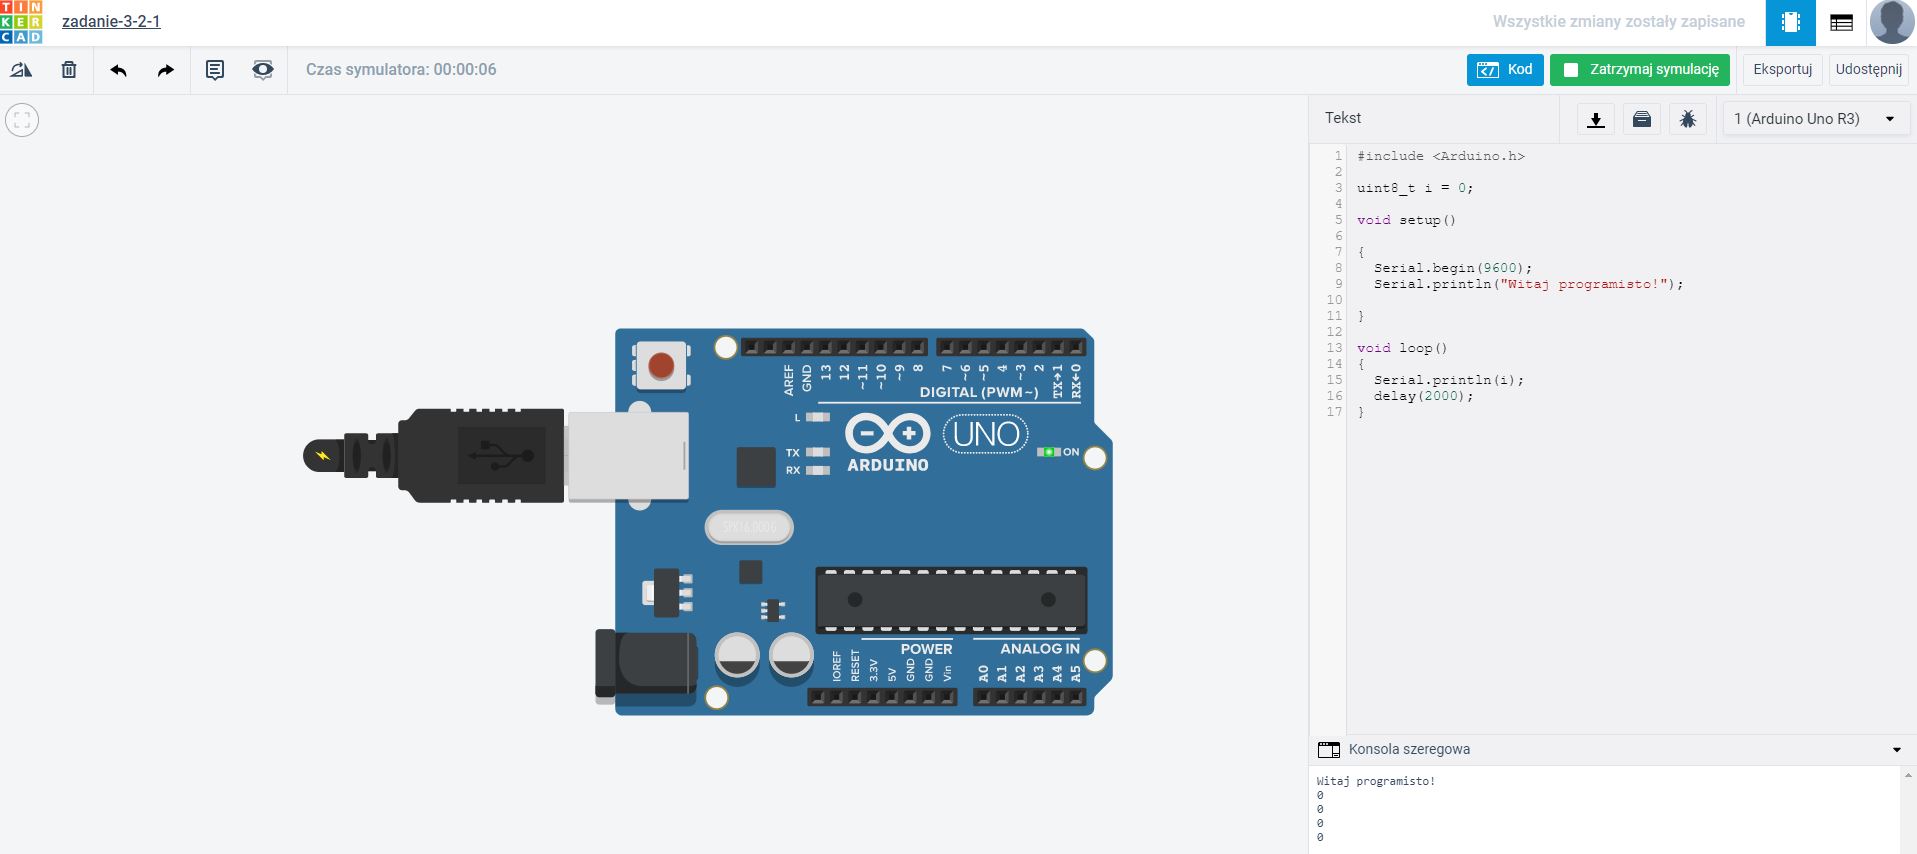 TIN
KER
CAD
zadanie-3-2-1
Wszystkie zmiany zostały zapisane
Czas symulatora: 00:00:06
Kod
Zatrzymaj symulację
Eksportuj
Udostępnij
Tekst
1 (Arduino Uno R3)
1 #include <Arduino.h>
2
3 uint8_t i = 0;
4
5 void setup()
6
7 {
8 Serial.begin(9600);
9 Serial.println("Witaj programisto!");
10
11 }
12
13 void loop()
14 {
15 Serial.println(i);
16 delay(2000);
17 }
AREF GND 13 12 ~11 ~10 ~9 8 7 ~6 ~5 4 ~3 2 TX→1 RX←0
DIGITAL (PWM~)
L
TX
RX
UNO
ARDUINO
ON
SPK16.000G
POWER
ANALOG IN
IOREF RESET 3.3V 5V GND GND Vin A0 A1 A2 A3 A4 A5
Konsola szeregowa
Witaj programisto!
0
0
0
0